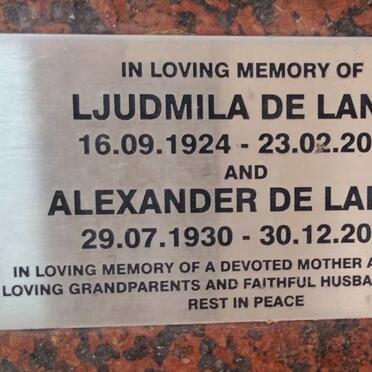 IN LOVING MEMORY OF
LJUDMILA DE LAN
16.09.1924 - 23.02.20
AND
ALEXANDER DE LA
29.07.1930 - 30.12.20
IN LOVING MEMORY OF A DEVOTED MOTHER A
LOVING GRANDPARENTS AND FAITHFUL HUSBA
REST IN PEACE